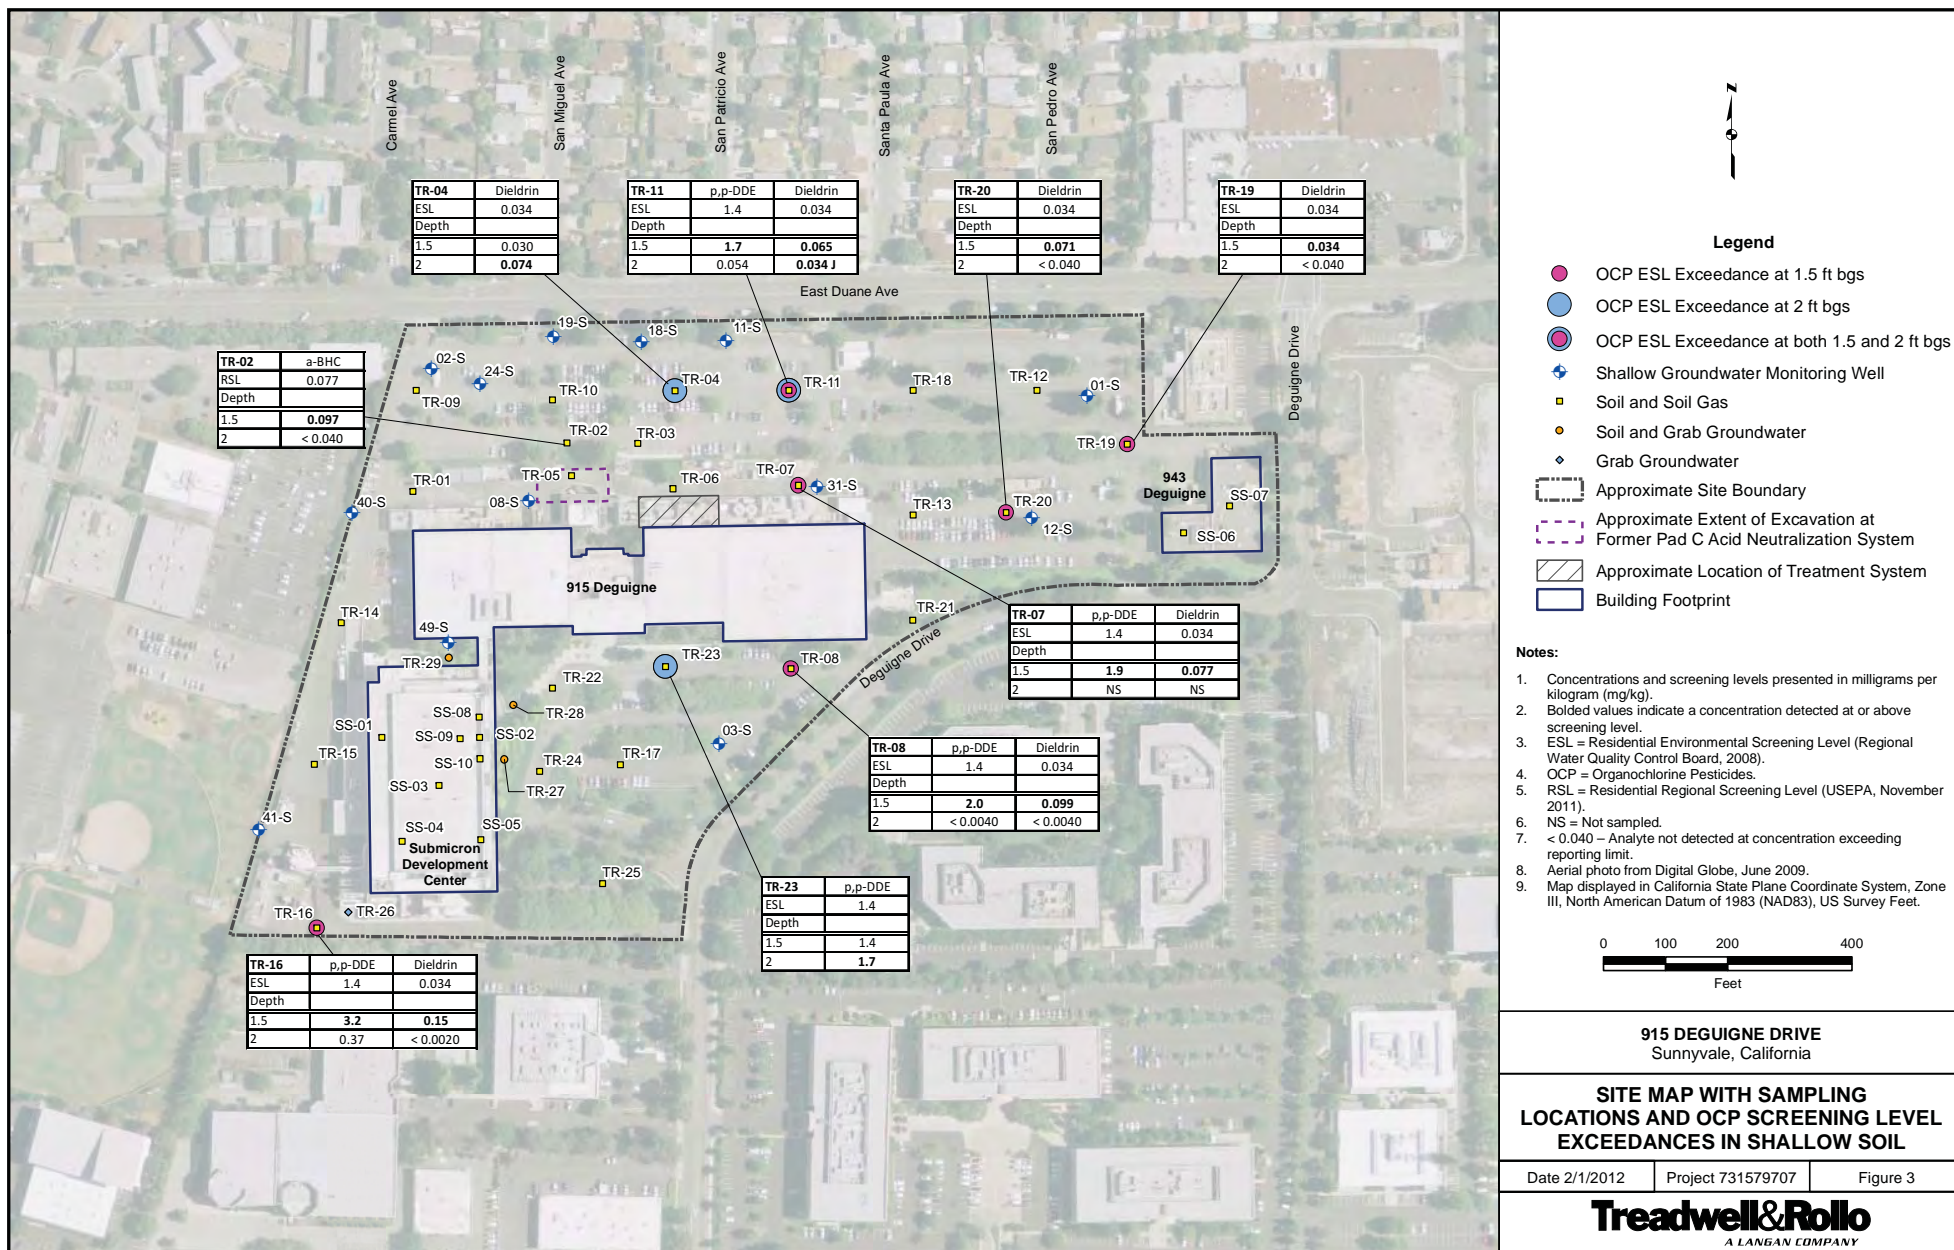 Carmel Ave
San Miguel Ave
San Patricio Ave
Santa Paula Ave
San Pedro Ave
TR-04 Dieldrin
ESL 0.034
Depth
1.5 0.030
2 0.074
TR-11 p,p-DDE Dieldrin
ESL 1.4 0.034
Depth
1.5 1.7 0.065
2 0.054 0.034 J
TR-20 Dieldrin
ESL 0.034
Depth
1.5 0.071
2 < 0.040
TR-19 Dieldrin
ESL 0.034
Depth
1.5 0.034
2 < 0.040
East Duane Ave
Deguigne Drive
TR-02 a-BHC
RSL 0.077
Depth
1.5 0.097
2 < 0.040
19-S
18-S
11-S
02-S
24-S
TR-09
TR-10
TR-04
TR-11
TR-18
TR-12
01-S
TR-02
TR-03
TR-19
TR-01
TR-05
08-S
TR-06
TR-07
31-S
TR-13
TR-20
12-S
40-S
943
Deguigne
SS-07
SS-06
915 Deguigne
TR-14
49-S
TR-29
TR-21
Deguigne Drive
TR-07 p,p-DDE Dieldrin
ESL 1.4 0.034
Depth
1.5 1.9 0.077
2 NS NS
TR-23
TR-08
TR-22
TR-28
SS-08
SS-01
SS-09
SS-02
SS-10
TR-15
SS-03
TR-24
TR-27
TR-17
03-S
TR-08 p,p-DDE Dieldrin
ESL 1.4 0.034
Depth
1.5 2.0 0.099
2 < 0.0040 < 0.0040
41-S
SS-04
SS-05
Submicron
Development
Center
TR-25
TR-23 p,p-DDE
ESL 1.4
Depth
1.5 1.4
2 1.7
TR-16
TR-26
TR-16 p,p-DDE Dieldrin
ESL 1.4 0.034
Depth
1.5 3.2 0.15
2 0.37 < 0.0020
N
Legend
OCP ESL Exceedance at 1.5 ft bgs
OCP ESL Exceedance at 2 ft bgs
OCP ESL Exceedance at both 1.5 and 2 ft bgs
Shallow Groundwater Monitoring Well
Soil and Soil Gas
Soil and Grab Groundwater
Grab Groundwater
Approximate Site Boundary
Approximate Extent of Excavation at
Former Pad C Acid Neutralization System
Approximate Location of Treatment System
Building Footprint
Notes:
1. Concentrations and screening levels presented in milligrams per
kilogram (mg/kg).
2. Bolded values indicate a concentration detected at or above
screening level.
3. ESL = Residential Environmental Screening Level (Regional
Water Quality Control Board, 2008).
4. OCP = Organochlorine Pesticides.
5. RSL = Residential Regional Screening Level (USEPA, November
2011).
6. NS = Not sampled.
7. < 0.040 – Analyte not detected at concentration exceeding
reporting limit.
8. Aerial photo from Digital Globe, June 2009.
9. Map displayed in California State Plane Coordinate System, Zone
III, North American Datum of 1983 (NAD83), US Survey Feet.
0 100 200 400
Feet
915 DEGUIGNE DRIVE
Sunnyvale, California
SITE MAP WITH SAMPLING
LOCATIONS AND OCP SCREENING LEVEL
EXCEEDANCES IN SHALLOW SOIL
Date 2/1/2012 Project 731579707 Figure 3
Treadwell&Rollo
A LANGAN COMPANY